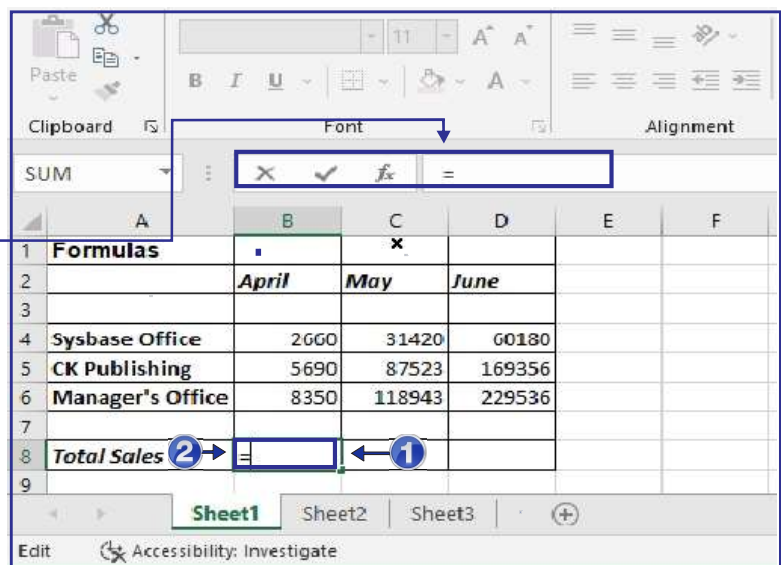 11 A A
Paste B I U A
Clipboard Font Alignment
SUM fx =
A B C D E F
1 Formulas
2 April May June
3
4 Sysbase Office 2660 31420 60180
5 CK Publishing 5690 87523 169356
6 Manager's Office 8350 118943 229536
7
8 Total Sales 2 = 1
9
Sheet1 Sheet2 Sheet3
Edit Accessibility: Investigate